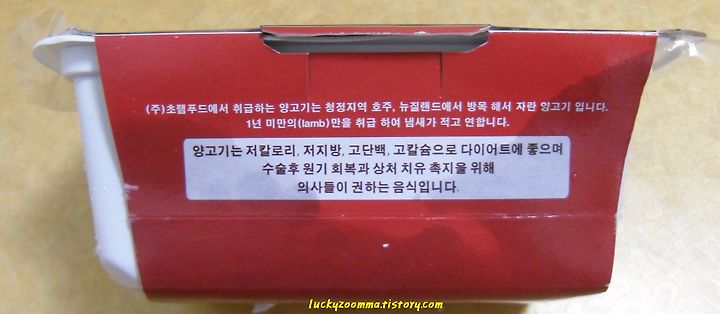 (주)초램푸드에서 취급하는 양고기는 청정지역 호주, 뉴질랜드에서 방목 해서 자란 양고기 입니다.
1년 미만의(lamb)만을 취급 하여 냄새가 적고 연합니다.
양고기는 저칼로리, 저지방, 고단백, 고칼슘으로 다이어트에 좋으며
수술후 원기 회복과 상처 치유 촉지을 위해
의사들이 권하는 음식입니다.
luckyzoomma.tistory.com